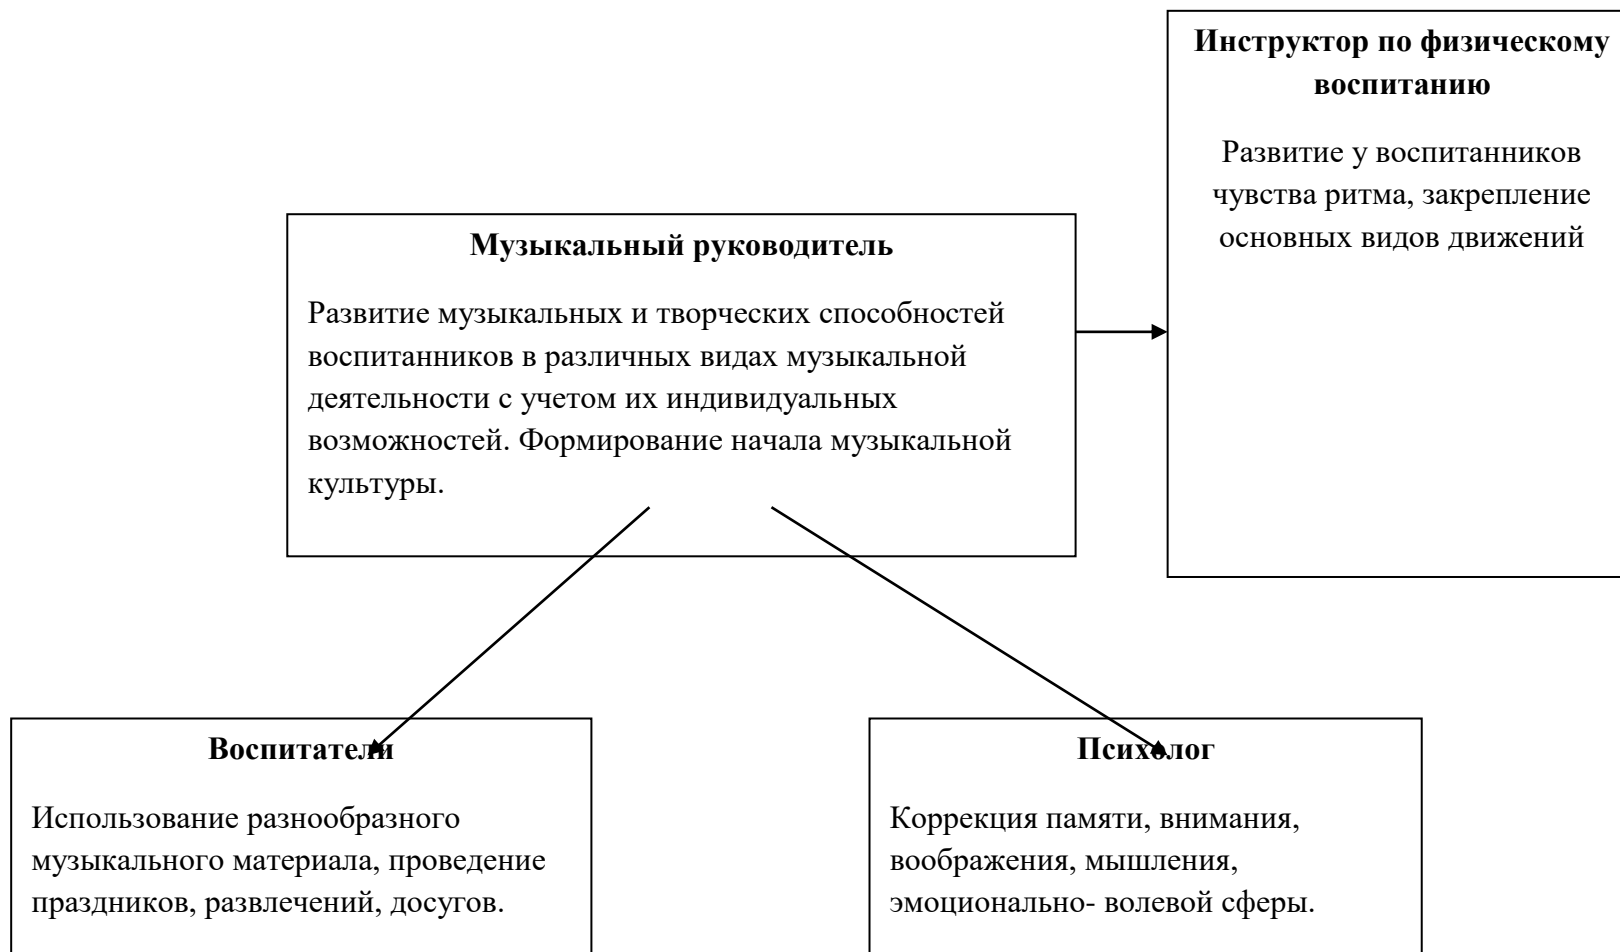 Инструктор по физическому
воспитанию
Развитие у воспитанников
чувства ритма, закрепление
основных видов движений
Музыкальный руководитель
Развитие музыкальных и творческих способностей
воспитанников в различных видах музыкальной
деятельности с учетом их индивидуальных
возможностей. Формирование начала музыкальной
культуры.
Воспитатели
Использование разнообразного
музыкального материала, проведение
праздников, развлечений, досугов.
Психолог
Коррекция памяти, внимания,
воображения, мышления,
эмоционально- волевой сферы.